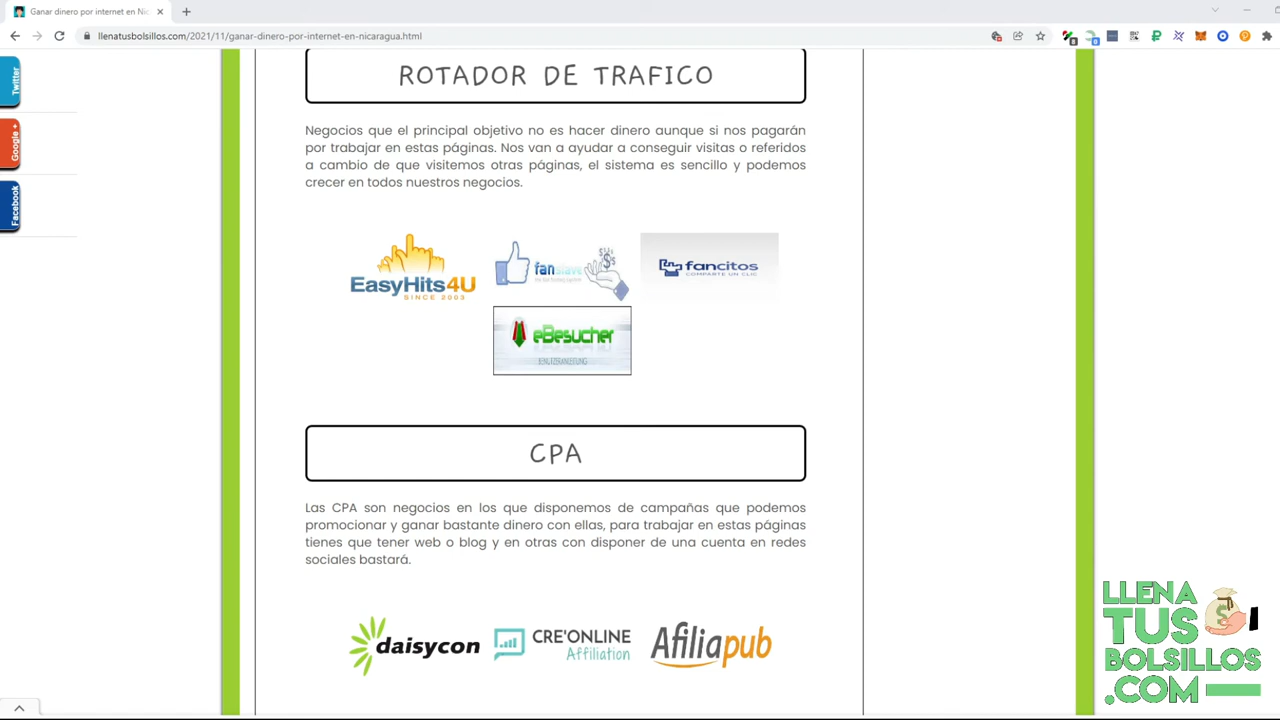 Ganar dinero por internet en Nic
llenatusbolsillos.com/2021/11/ganar-dinero-por-internet-en-nicaragua.html
Twitter
Google +
Facebook
ROTADOR DE TRAFICO
Negocios que el principal objetivo no es hacer dinero aunque si nos pagarán
por trabajar en estas páginas. Nos van a ayudar a conseguir visitas o referidos
a cambio de que visitemos otras páginas, el sistema es sencillo y podemos
crecer en todos nuestros negocios.
EasyHits4U
SINCE 2003
fanslave
fancitos
COMPARTE UN CLIC
eBesucher
CPA
Las CPA son negocios en los que disponemos de campañas que podemos
promocionar y ganar bastante dinero con ellas, para trabajar en estas páginas
tienes que tener web o blog y en otras con disponer de una cuenta en redes
sociales bastará.
daisycon
CRE'ONLINE
Affiliation
Afiliapub
LLENA
TUS
BOLSILLOS
.COM